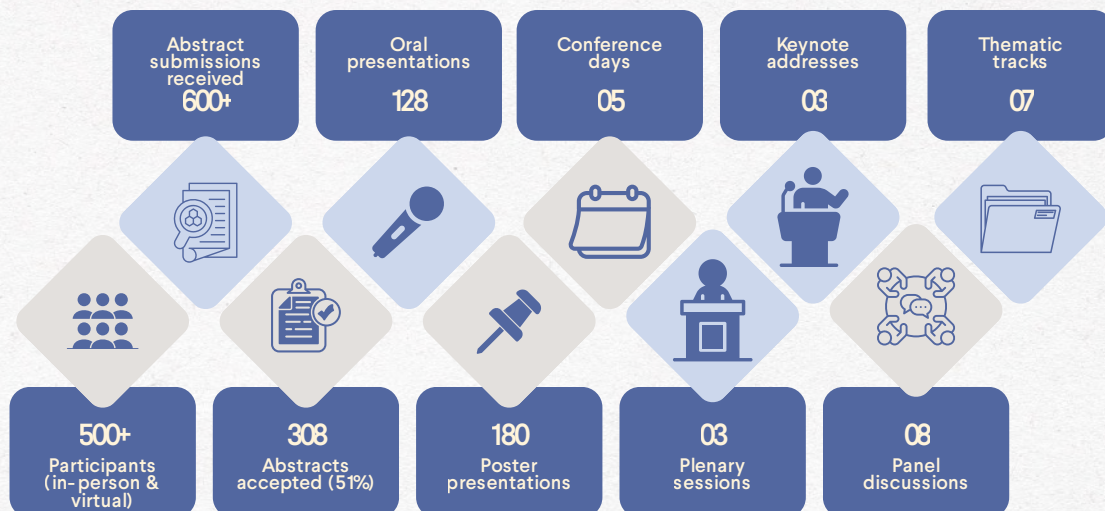 Abstract
submissions
received
600+
Oral
presentations
128
Conference
days
05
Keynote
addresses
03
Thematic
tracks
07
500+
Participants
(in-person &
virtual)
308
Abstracts
accepted (51%)
180
Poster
presentations
03
Plenary
sessions
08
Panel
discussions